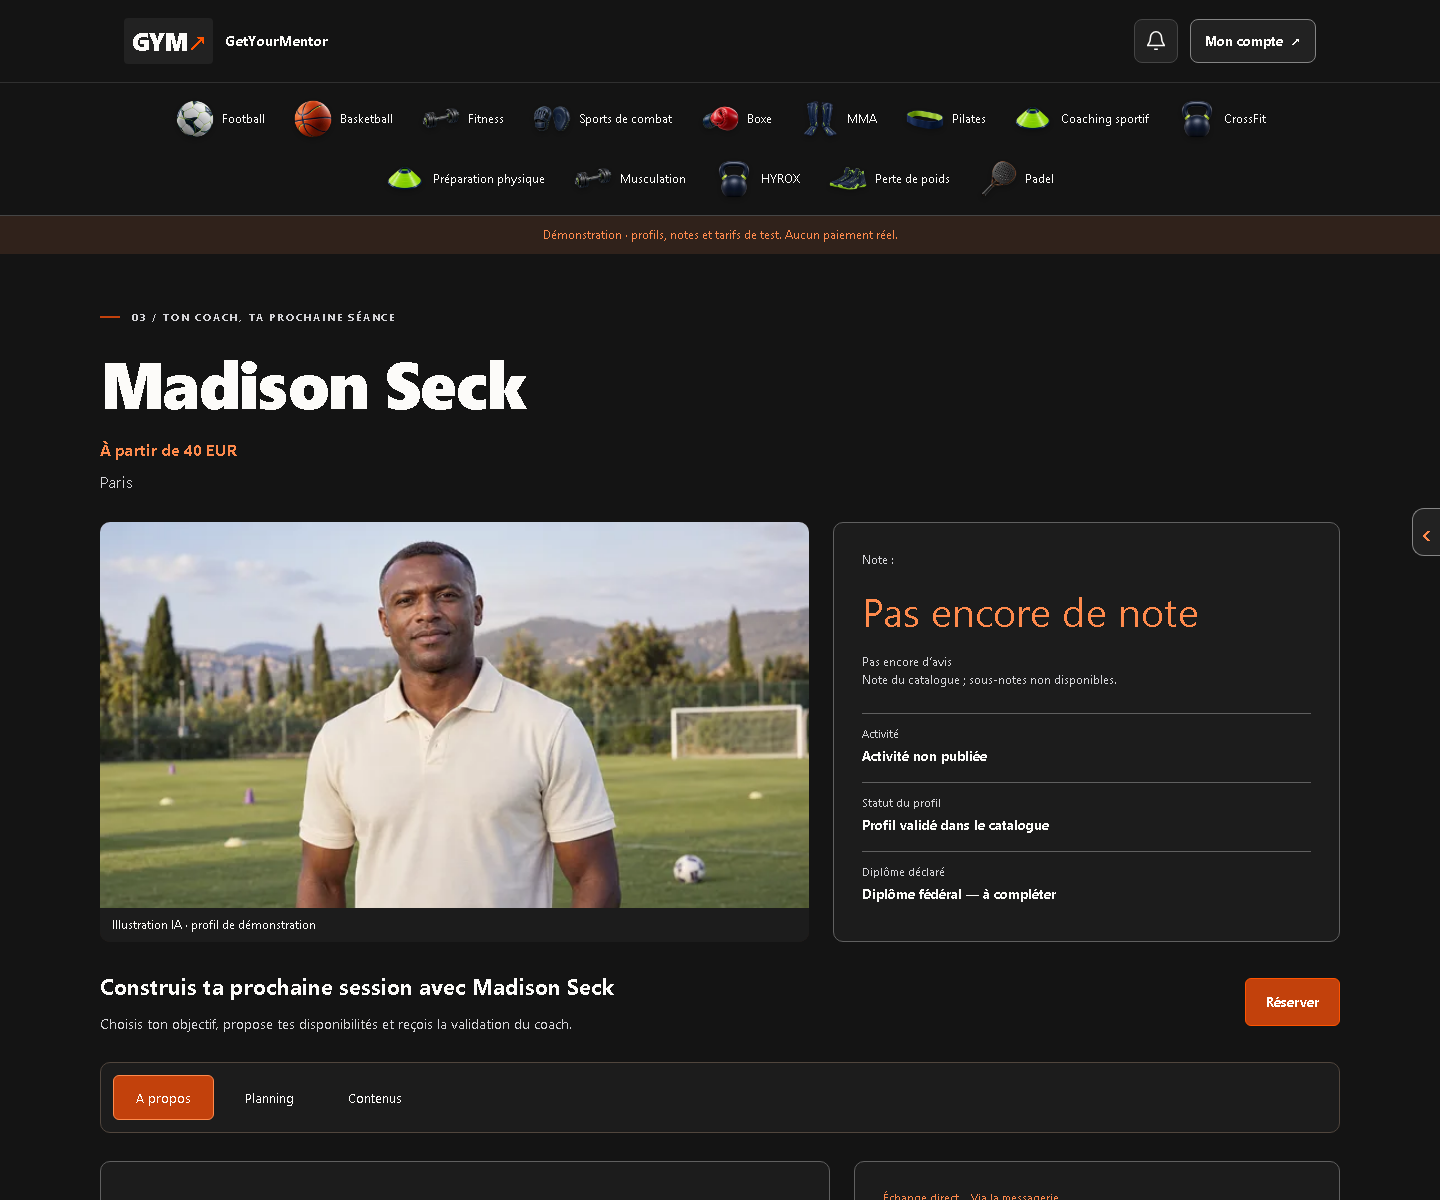 GYM↗ GetYourMentor
Mon compte ↗
Football Basketball Fitness Sports de combat Boxe MMA Pilates Coaching sportif CrossFit
Préparation physique Musculation HYROX Perte de poids Padel
Démonstration · profils, notes et tarifs de test. Aucun paiement réel.
03 / TON COACH, TA PROCHAINE SÉANCE
Madison Seck
À partir de 40 EUR
Paris
Illustration IA · profil de démonstration
Note :
Pas encore de note
Pas encore d'avis
Note du catalogue ; sous-notes non disponibles.
Activité
Activité non publiée
Statut du profil
Profil validé dans le catalogue
Diplôme déclaré
Diplôme fédéral — à compléter
Construis ta prochaine session avec Madison Seck
Choisis ton objectif, propose tes disponibilités et reçois la validation du coach.
Réserver
A propos Planning Contenus
Échange direct Via la messagerie